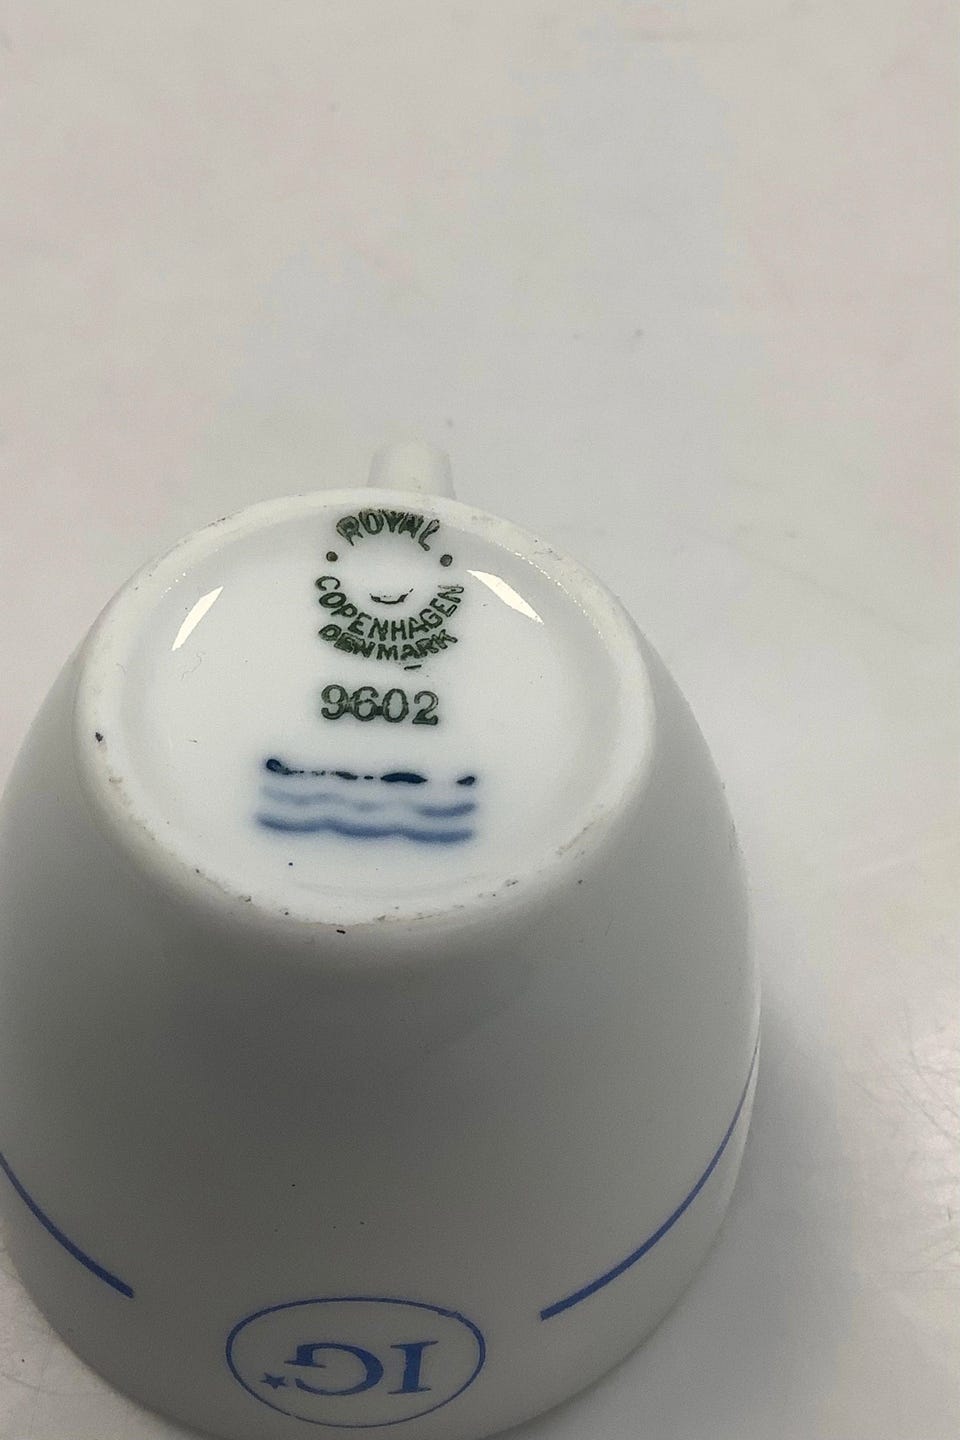 ROYAL
COPENHAGEN
DENMARK
9602
IG